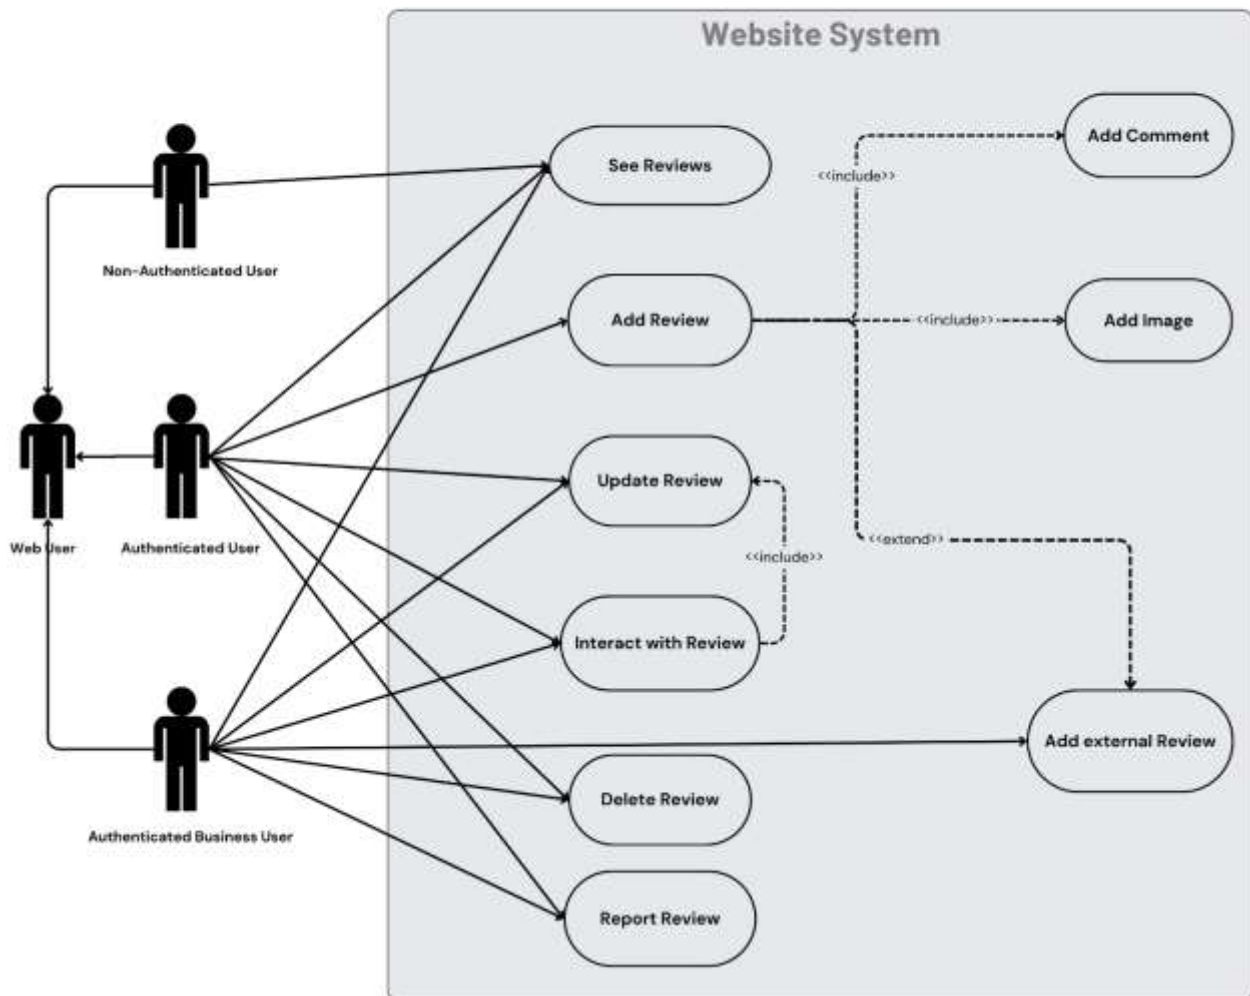 Website System
Add Comment
See Reviews
<<include>>
Non-Authenticated User
Add Review
<<include>>
Add Image
Update Review
Web User
Authenticated User
<<extend>>
<<include>>
Interact with Review
Add external Review
Delete Review
Authenticated Business User
Report Review